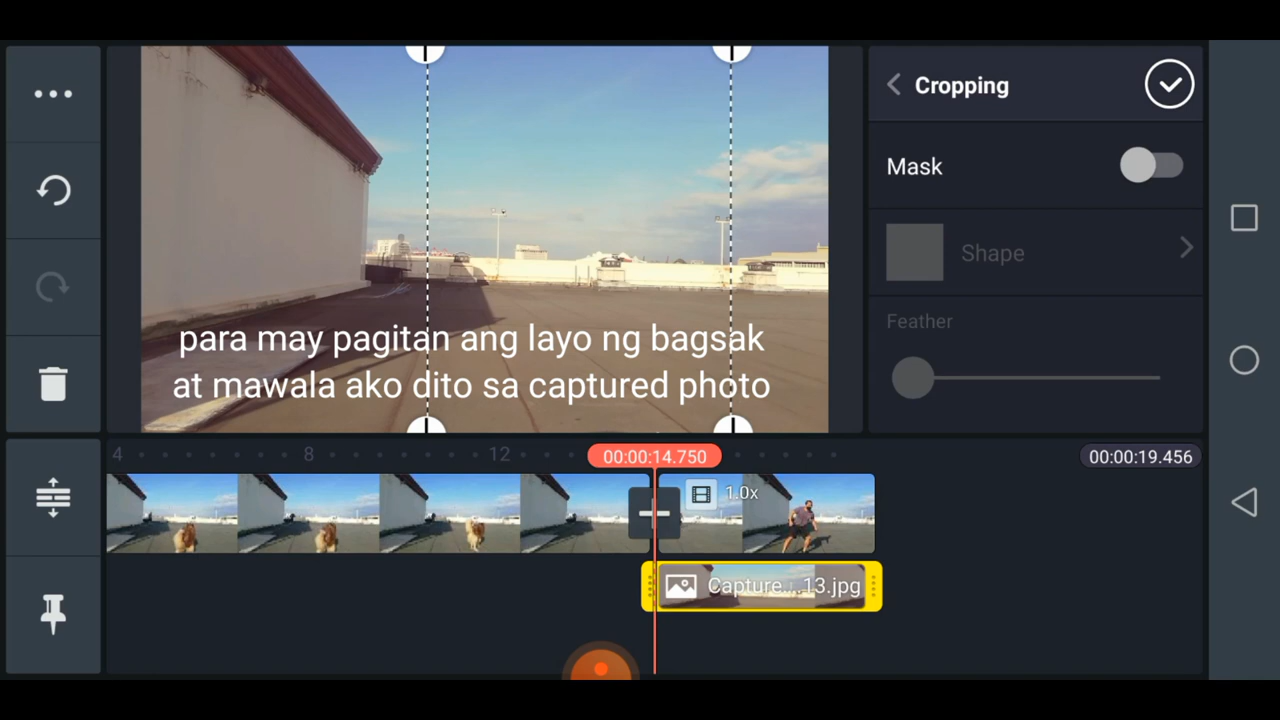 Cropping
Mask
Shape
Feather
para may pagitan ang layo ng bagsak
at mawala ako dito sa captured photo
4
8
12
00:00:14.750
00:00:19.456
1.0x
Capture...13.jpg